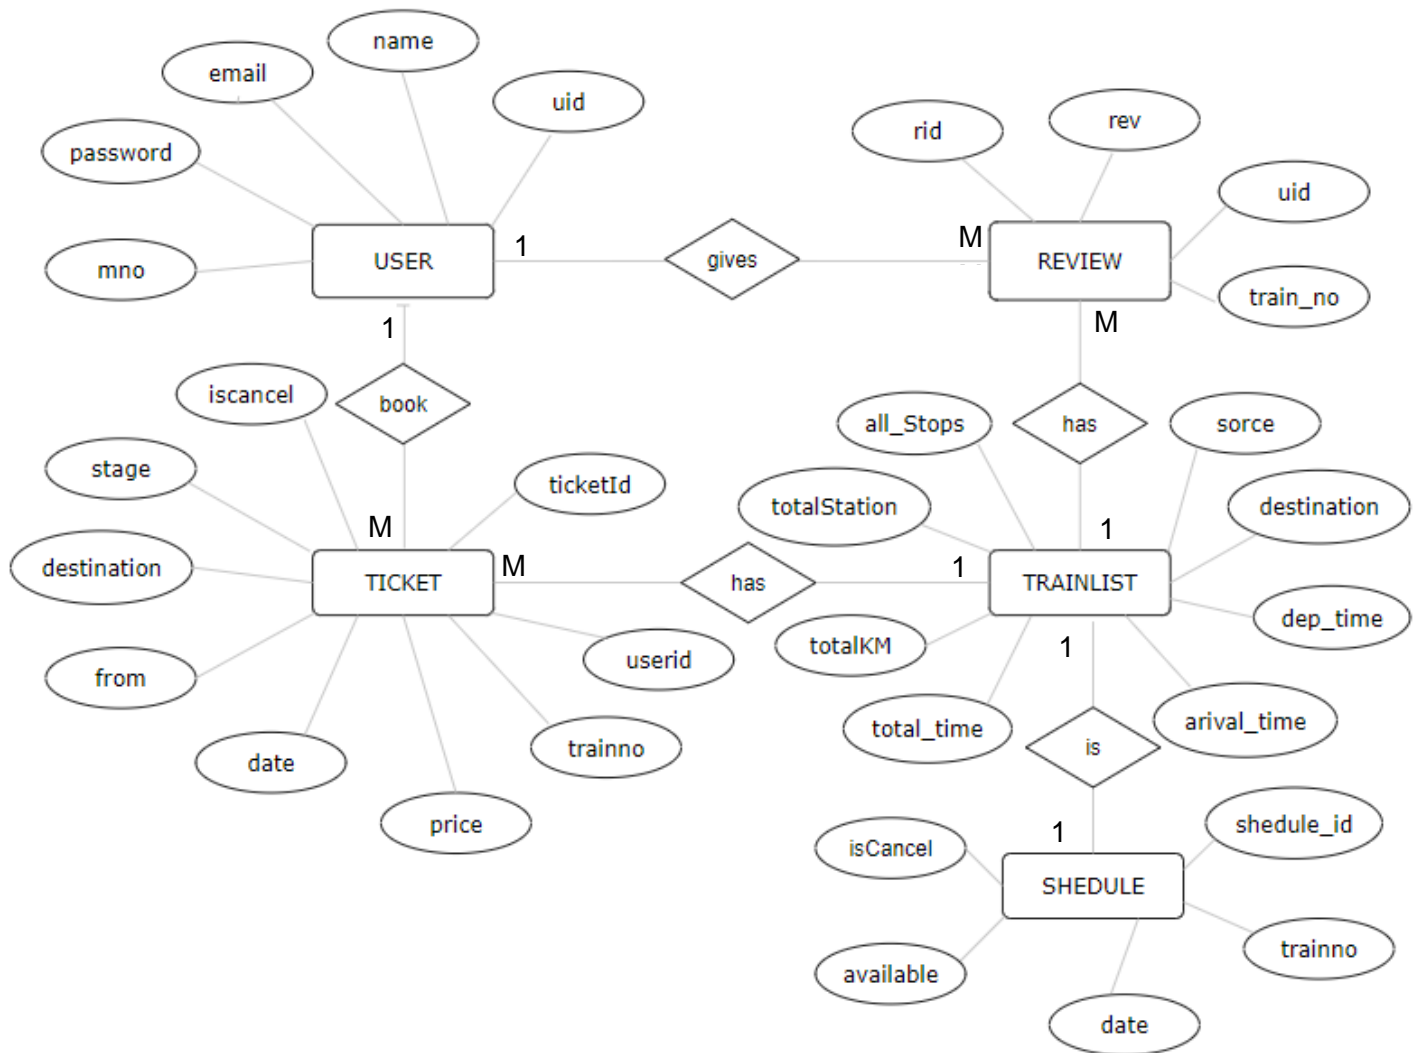 name
email
uid
password
mno
USER
1
gives
M
REVIEW
rid
rev
uid
train_no
1
book
M
M
has
1
iscancel
stage
destination
from
date
price
trainno
userid
ticketId
TICKET
M
has
1
TRAINLIST
all_Stops
totalStation
totalKM
total_time
sorce
destination
dep_time
arival_time
1
is
1
SHEDULE
isCancel
available
date
trainno
shedule_id